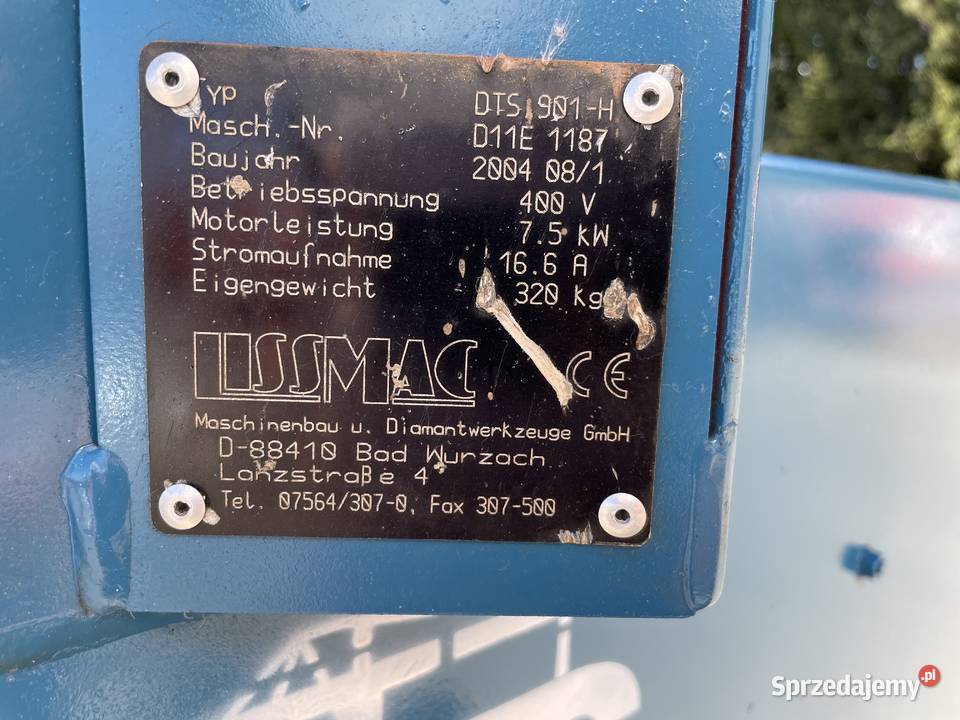 Typ DTS 901-H
Masch.-Nr. D11E 1187
Baujahr 2004 08/1
Betriebsspannung 400 V
Motorleistung 7.5 kW
Stromaufnahme 16.6 A
Eigengewicht 320 kg
LISSMAC CE
Maschinenbau u. Diamantwerkzeuge GmbH
D-88410 Bad Wurzach
Lanzstraße 4
Tel. 07564/307-0, Fax 307-500
Sprzedajemy.pl